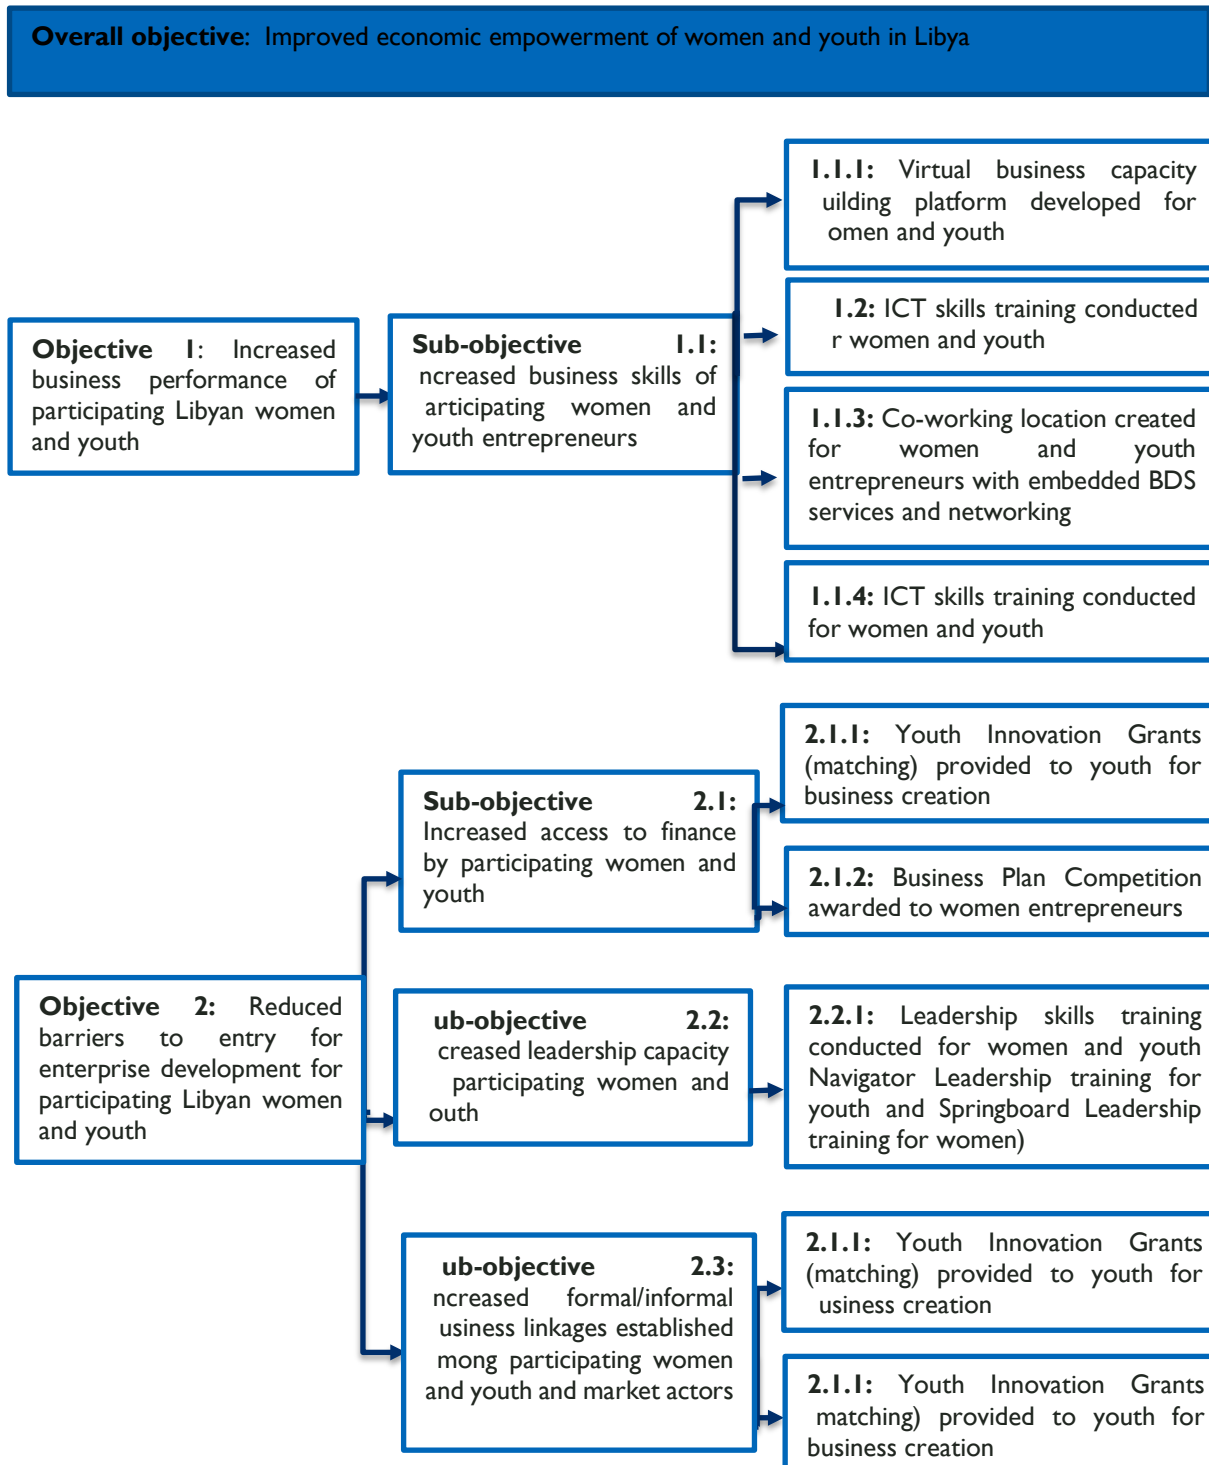 Overall objective: Improved economic empowerment of women and youth in Libya
1.1.1: Virtual business capacity
uilding platform developed for
omen and youth
1.2: ICT skills training conducted
r women and youth
Objective 1: Increased
business performance of
participating Libyan women
and youth
Sub-objective 1.1:
ncreased business skills of
articipating women and
youth entrepreneurs
1.1.3: Co-working location created
for women and youth
entrepreneurs with embedded BDS
services and networking
1.1.4: ICT skills training conducted
for women and youth
2.1.1: Youth Innovation Grants
(matching) provided to youth for
business creation
Sub-objective 2.1:
Increased access to finance
by participating women and
youth
2.1.2: Business Plan Competition
awarded to women entrepreneurs
Objective 2: Reduced
barriers to entry for
enterprise development for
participating Libyan women
and youth
ub-objective 2.2:
creased leadership capacity
participating women and
outh
2.2.1: Leadership skills training
conducted for women and youth
Navigator Leadership training for
youth and Springboard Leadership
training for women)
ub-objective 2.3:
ncreased formal/informal
usiness linkages established
mong participating women
and youth and market actors
2.1.1: Youth Innovation Grants
(matching) provided to youth for
usiness creation
2.1.1: Youth Innovation Grants
matching) provided to youth for
business creation